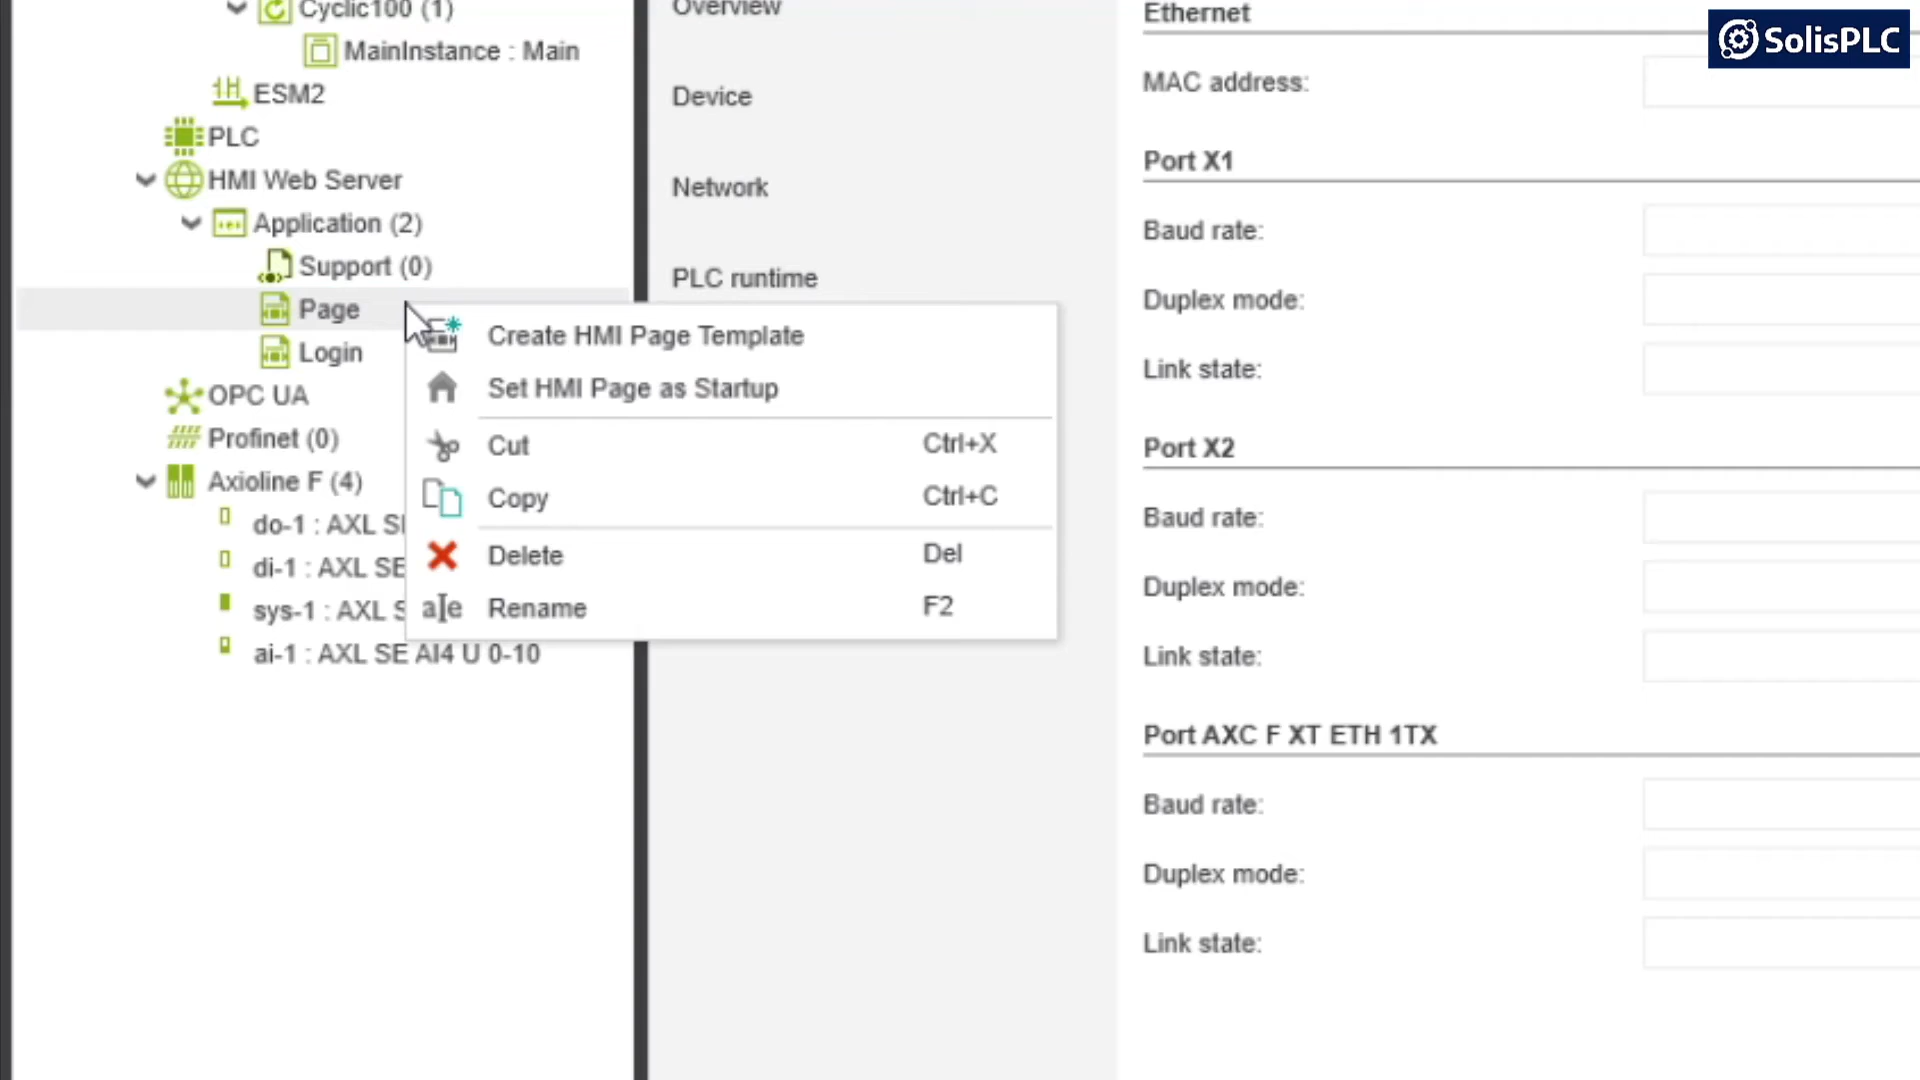 Cyclic100 (1)
MainInstance : Main
ESM2
PLC
HMI Web Server
Application (2)
Support (0)
Page
Login
OPC UA
Profinet (0)
Axioline F (4)
do-1 : AXL
di-1 : AXL SE
sys-1 : AXL
ai-1 : AXL SE AI4 U 0-10
Create HMI Page Template
Set HMI Page as Startup
Cut Ctrl+X
Copy Ctrl+C
Delete Del
Rename F2
Overview
Device
Network
PLC runtime
Ethernet
MAC address:
Port X1
Baud rate:
Duplex mode:
Link state:
Port X2
Baud rate:
Duplex mode:
Link state:
Port AXC F XT ETH 1TX
Baud rate:
Duplex mode:
Link state:
SolisPLC